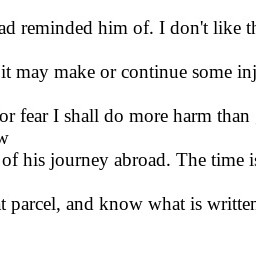 ad reminded him of. I don't like th
it may make or continue some inj
or fear I shall do more harm than
w
of his journey abroad. The time is
t parcel, and know what is written